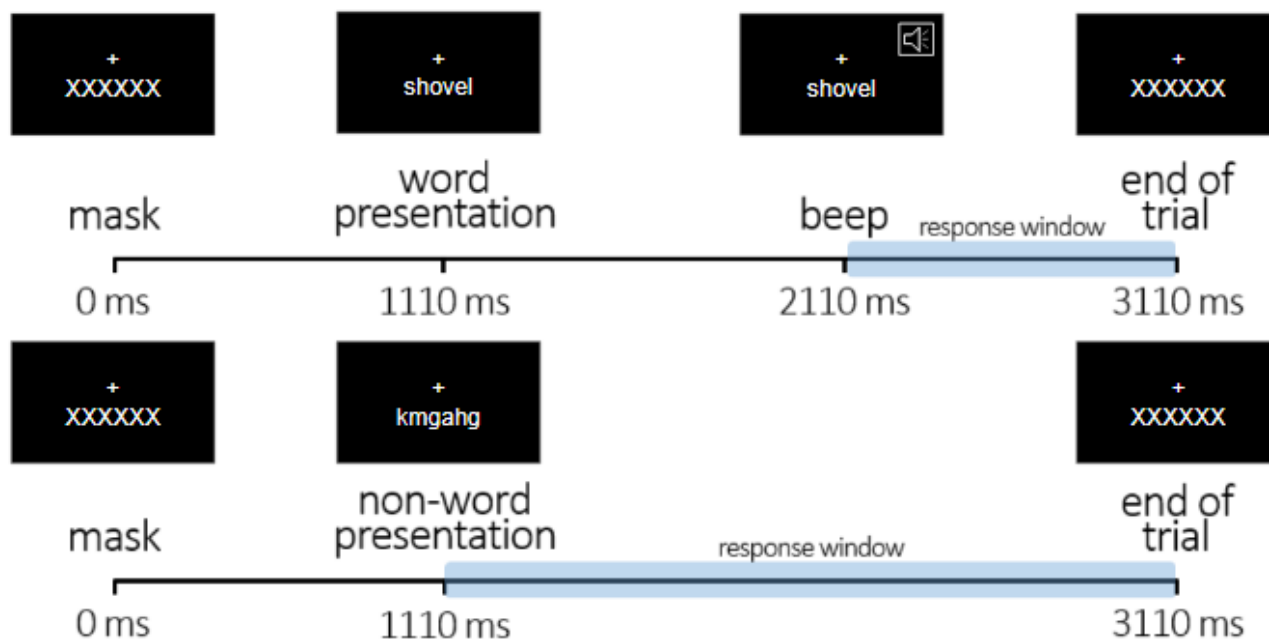 +
XXXXXX
+
shovel
+
shovel
+
XXXXXX
mask
word
presentation
beep
response window
end of
trial
0 ms
1110 ms
2110 ms
3110 ms
+
XXXXXX
+
kmgahg
+
XXXXXX
mask
non-word
presentation
response window
end of
trial
0 ms
1110 ms
3110 ms